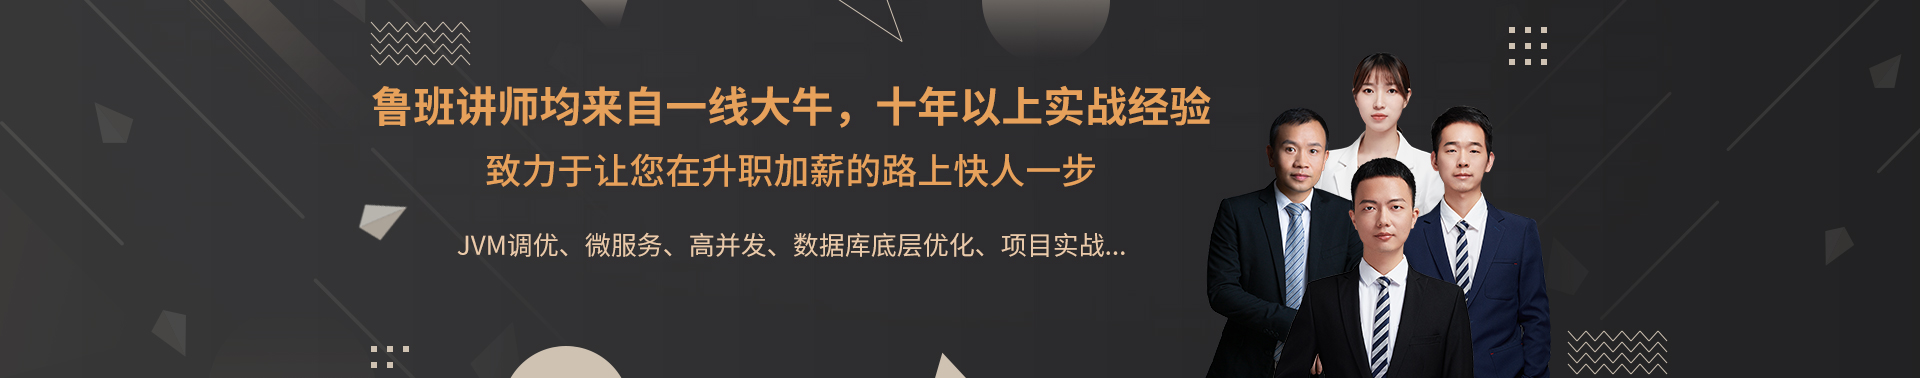 鲁班讲师均来自一线大牛，十年以上实战经验
致力于让您在升职加薪的路上快人一步
JVM调优、微服务、高并发、数据库底层优化、项目实战...